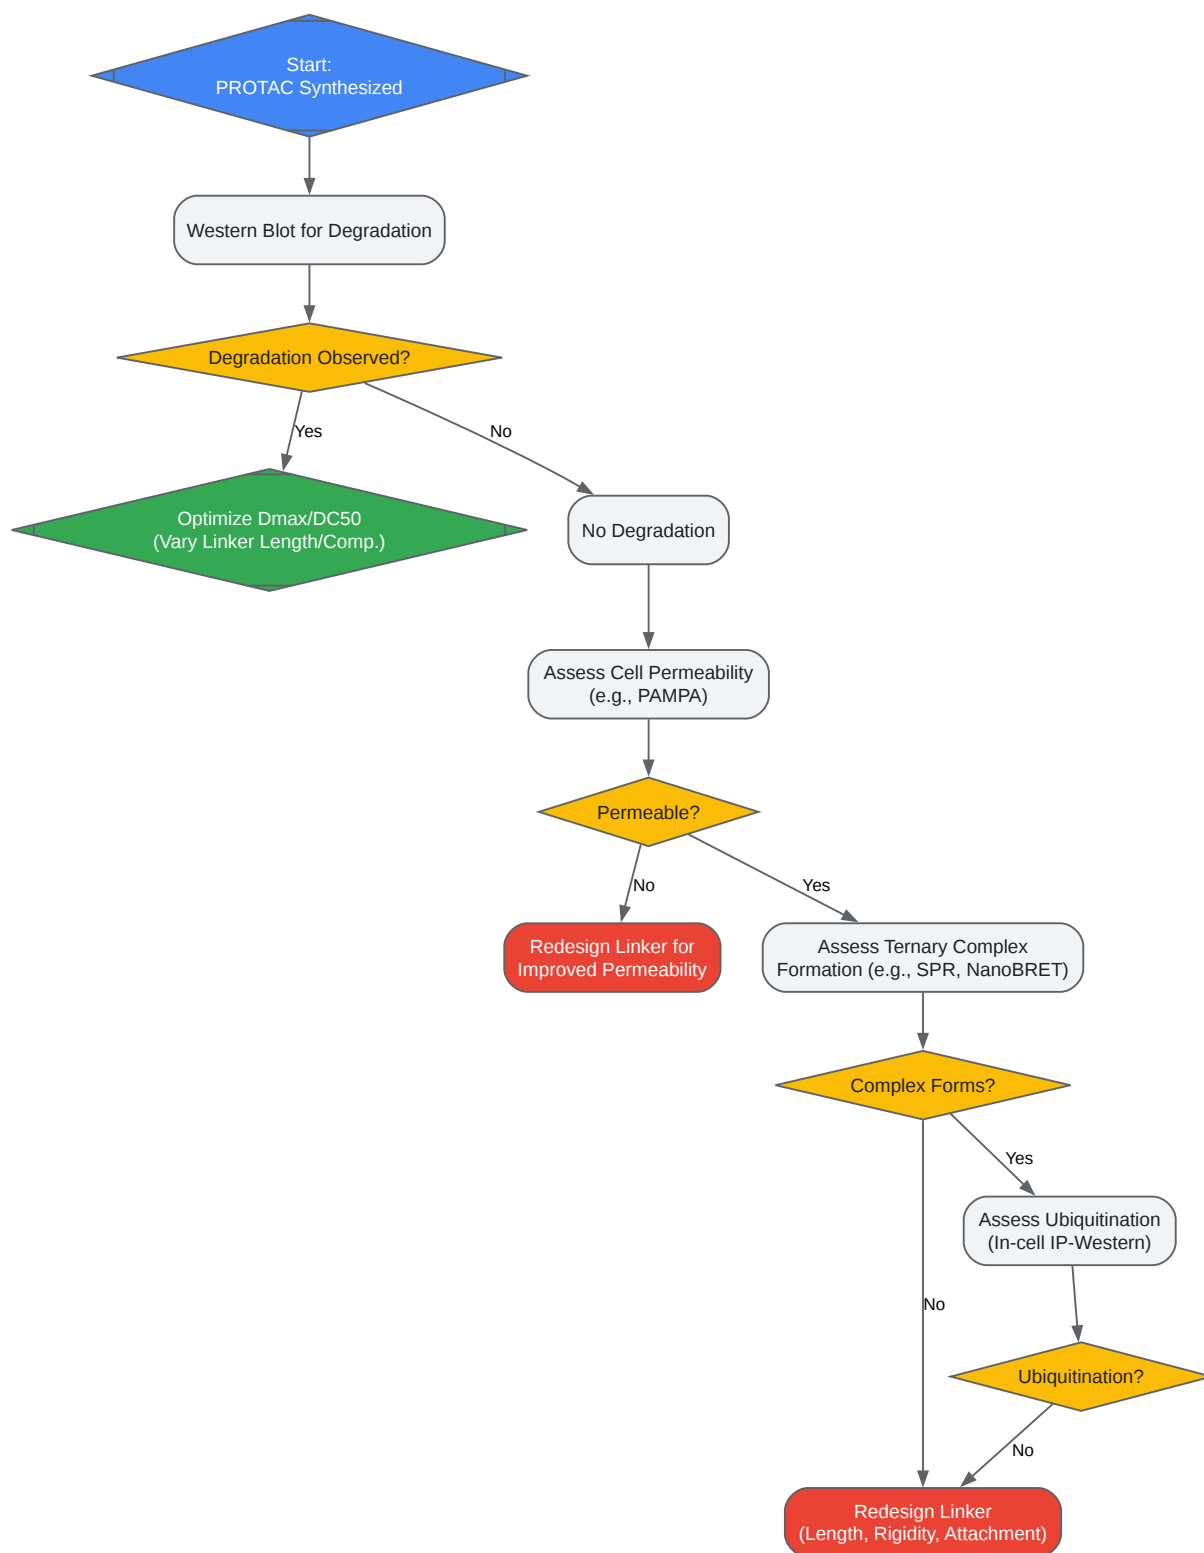 Start:
PROTAC Synthesized
Western Blot for Degradation
Degradation Observed?
Yes
No
Optimize Dmax/DC50
(Vary Linker Length/Comp.)
No Degradation
Assess Cell Permeability
(e.g., PAMPA)
Permeable?
No
Yes
Redesign Linker for
Improved Permeability
Assess Ternary Complex
Formation (e.g., SPR, NanoBRET)
Complex Forms?
Yes
Assess Ubiquitination
(In-cell IP-Western)
No
Ubiquitination?
No
Redesign Linker
(Length, Rigidity, Attachment)